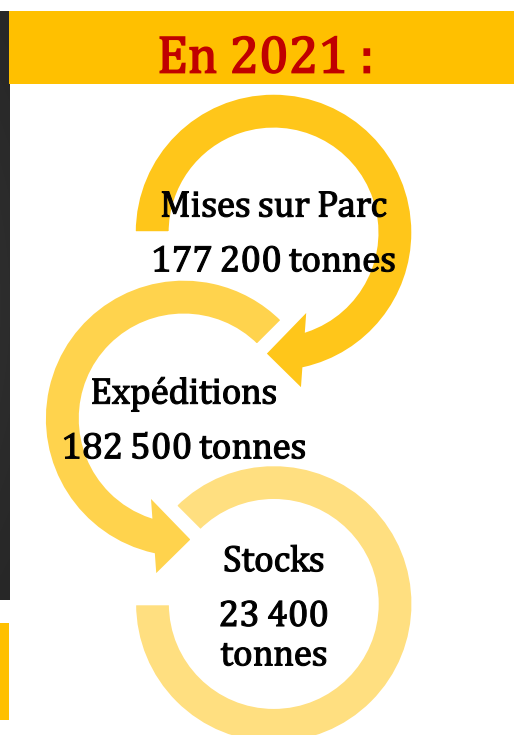 En 2021 :
Mises sur Parc
177 200 tonnes
Expéditions
182 500 tonnes
Stocks
23 400
tonnes